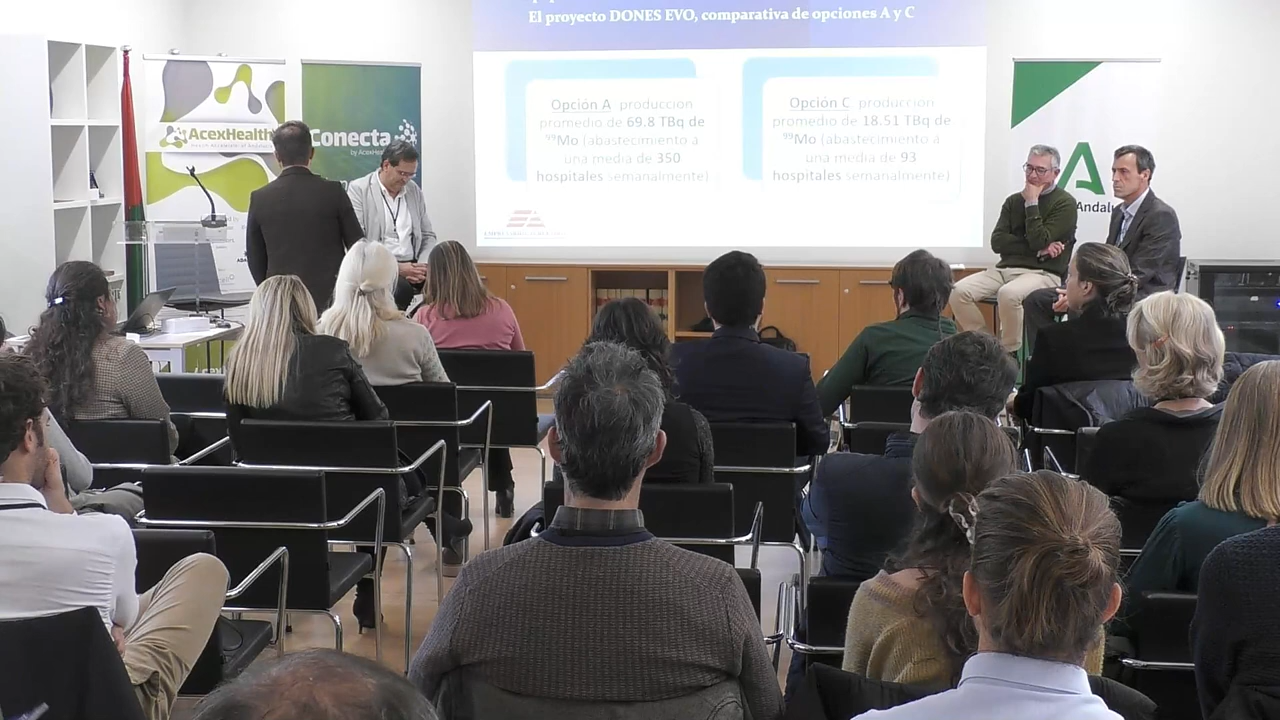 El proyecto DONES EVO, comparativa de opciones A y C
Opción A producción
promedio de 69.8 TBq de
⁹⁹Mo (abastecimiento a
una media de 350
hospitales semanalmente)
Opción C producción
promedio de 18.51 TBq de
⁹⁹Mo (abastecimiento a
una media de 93
hospitales semanalmente)
AcexHealth
Conecta
by AcexHea
A
Andalu